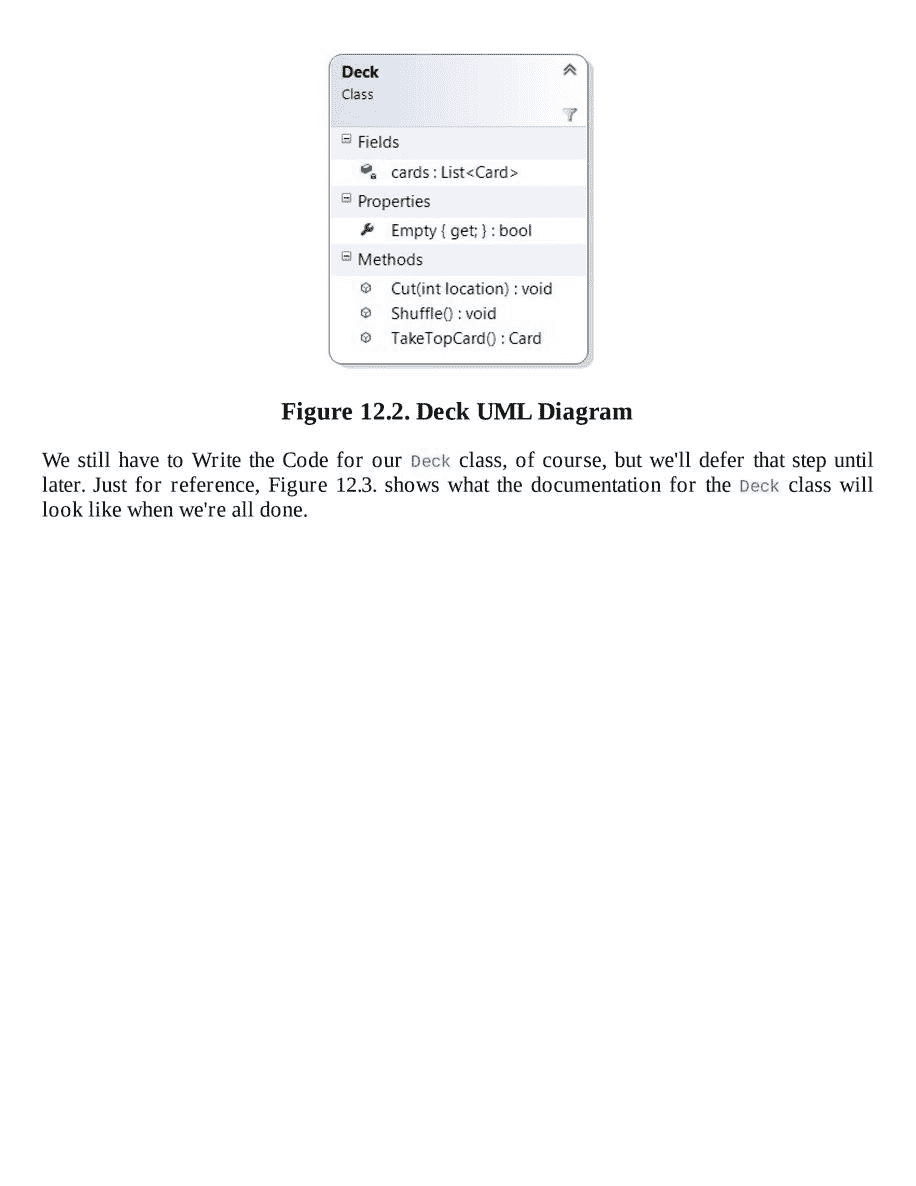 Deck
Class
Fields
cards : List<Card>
Properties
Empty { get; } : bool
Methods
Cut(int location) : void
Shuffle() : void
TakeTopCard() : Card
Figure 12.2. Deck UML Diagram
We still have to Write the Code for our Deck class, of course, but we'll defer that step until
later. Just for reference, Figure 12.3. shows what the documentation for the Deck class will
look like when we're all done.